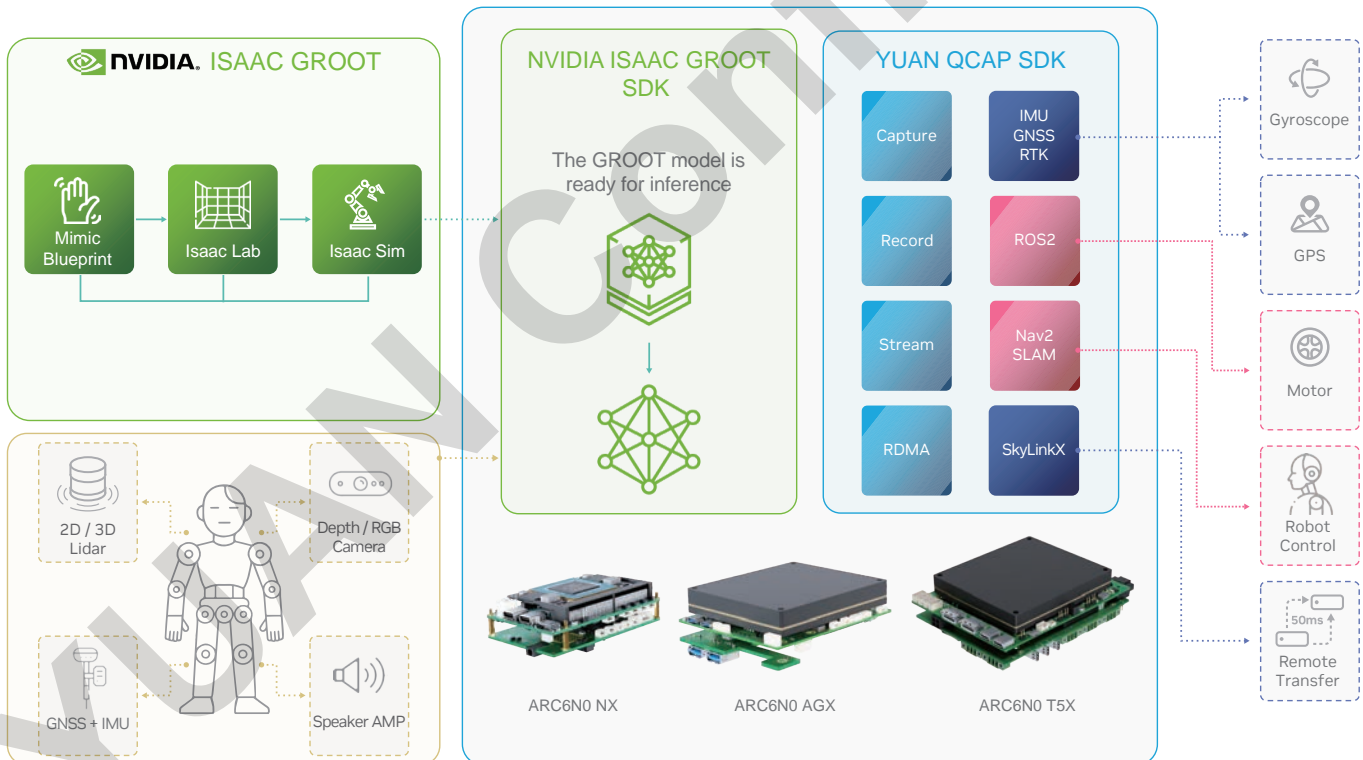 NVIDIA. ISAAC GROOT
Mimic
Blueprint
Isaac Lab
Isaac Sim
2D / 3D
Lidar
Depth / RGB
Camera
GNSS + IMU
Speaker AMP
NVIDIA ISAAC GROOT
SDK
The GROOT model is
ready for inference
YUAN QCAP SDK
Capture
IMU
GNSS
RTK
Record
ROS2
Stream
Nav2
SLAM
RDMA
SkyLinkX
ARC6N0 NX
ARC6N0 AGX
ARC6N0 T5X
Gyroscope
GPS
Motor
Robot
Control
50ms
Remote
Transfer
YUAN Conf